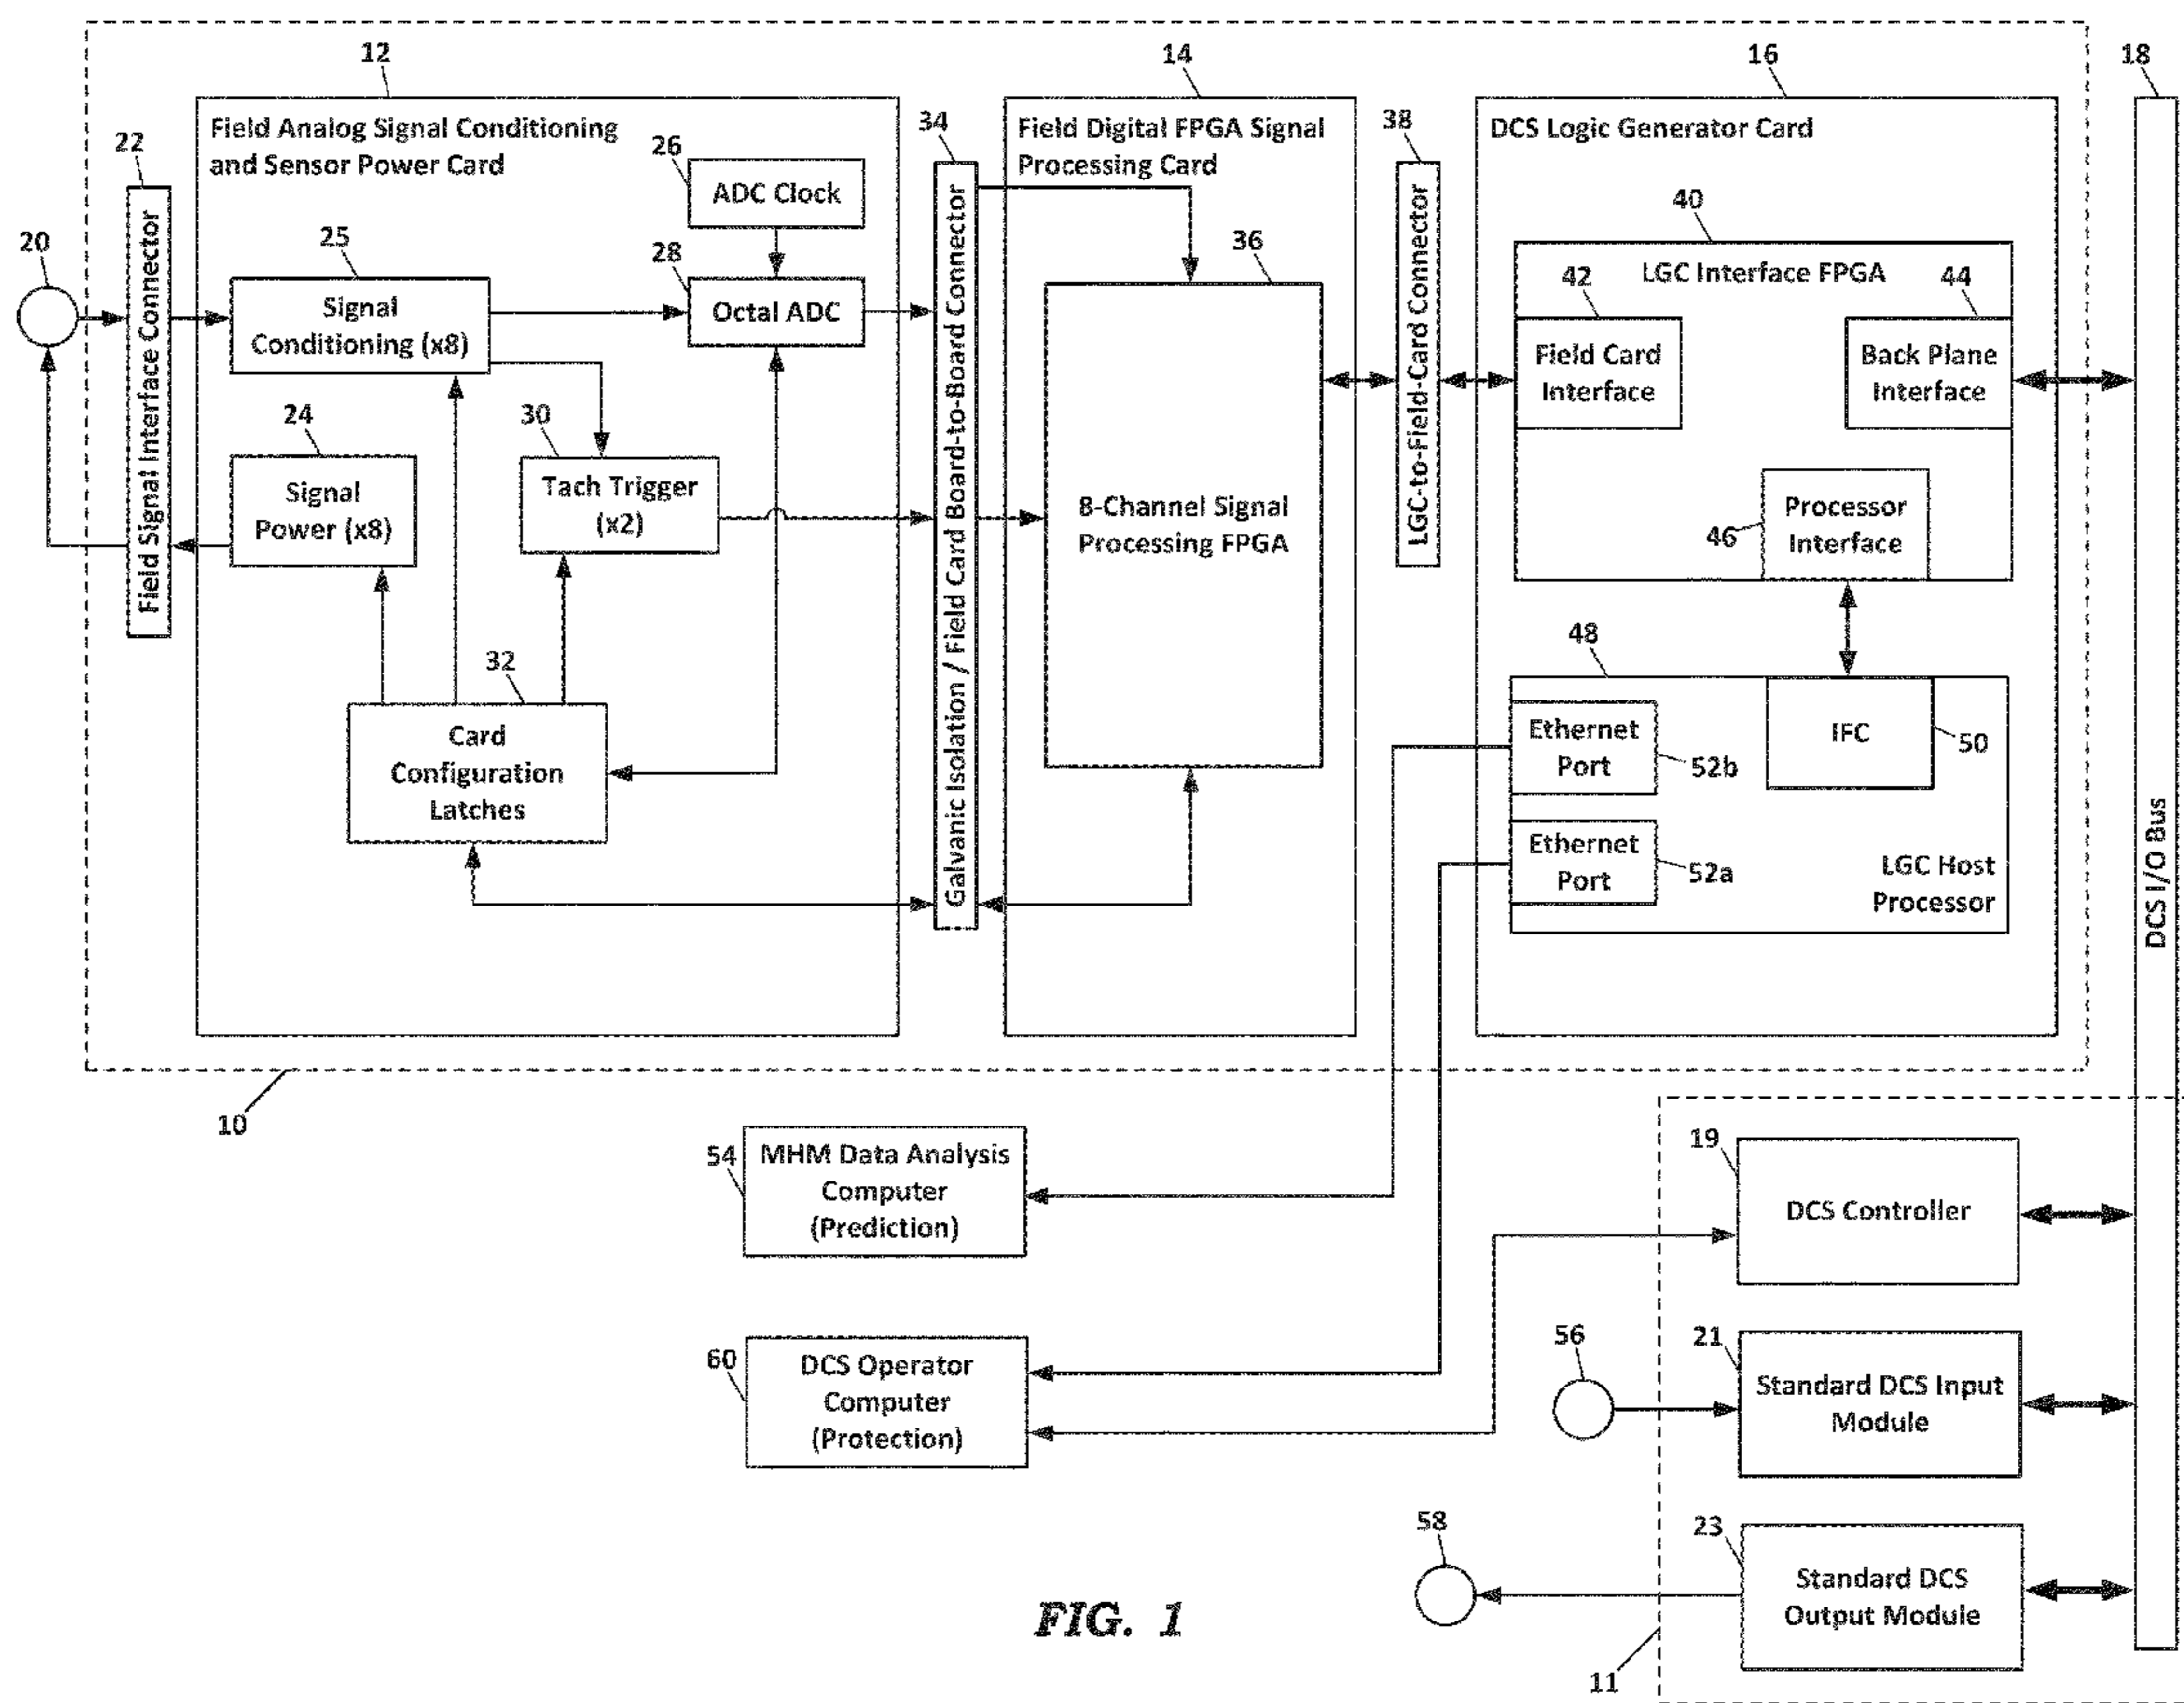 12
14
16
18
Field Analog Signal Conditioning
and Sensor Power Card
22
26
34
Field Digital FPGA Signal
Processing Card
38
DCS Logic Generator Card
ADC Clock
40
20
25
28
36
LGC Interface FPGA
42
44
Signal
Conditioning (x8)
Octal ADC
Field Card
Interface
Back Plane
Interface
Field Signal Interface Connector
24
30
Galvanic Isolation / Field Card Board-to-Board Connector
LGC-to-Field-Card Connector
Signal
Power (x8)
Tach Trigger
(x2)
8-Channel Signal
Processing FPGA
Processor
Interface
46
32
48
Card
Configuration
Latches
Ethernet
Port
52b
IFC
50
Ethernet
Port
52a
LGC Host
Processor
DCS I/O Bus
10
54
MHM Data Analysis
Computer
(Prediction)
19
DCS Controller
60
DCS Operator
Computer
(Protection)
56
21
Standard DCS Input
Module
58
23
Standard DCS
Output Module
FIG. 1
11